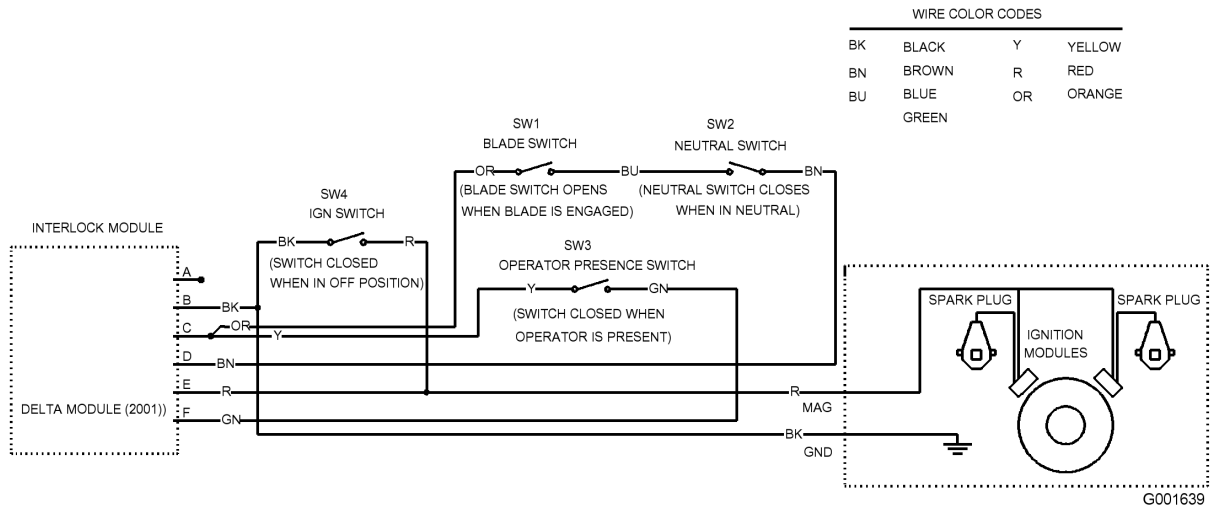 WIRE COLOR CODES
BK BLACK Y YELLOW
BN BROWN R RED
BU BLUE OR ORANGE
GREEN
SW1
BLADE SWITCH
SW2
NEUTRAL SWITCH
OR
BU
BN
(BLADE SWITCH OPENS
WHEN BLADE IS ENGAGED)
(NEUTRAL SWITCH CLOSES
WHEN IN NEUTRAL)
SW4
IGN SWITCH
BK
R
(SWITCH CLOSED
WHEN IN OFF POSITION)
SW3
OPERATOR PRESENCE SWITCH
Y
GN
(SWITCH CLOSED WHEN
OPERATOR IS PRESENT)
INTERLOCK MODULE
A
B BK
C OR
Y
D BN
E R
F GN
DELTA MODULE (2001))
R
MAG
BK
GND
SPARK PLUG
SPARK PLUG
IGNITION
MODULES
G001639